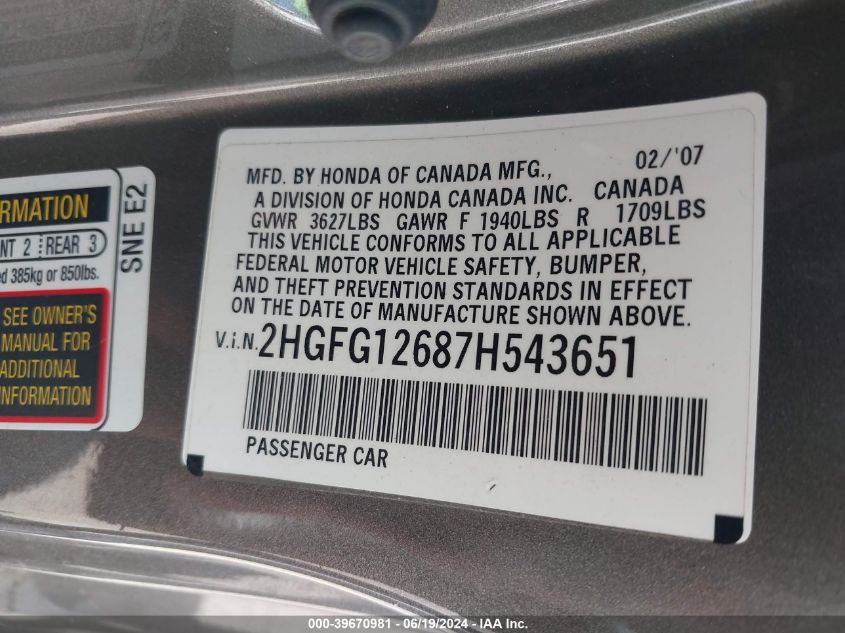 RMATION
NT 2 REAR 3
ed 385kg or 850lbs.
SEE OWNER'S
MANUAL FOR
ADDITIONAL
INFORMATION
SNE E2
MFD. BY HONDA OF CANADA MFG., 02/'07
A DIVISION OF HONDA CANADA INC. CANADA
GVWR 3627LBS GAWR F 1940LBS R 1709LBS
THIS VEHICLE CONFORMS TO ALL APPLICABLE
FEDERAL MOTOR VEHICLE SAFETY, BUMPER,
AND THEFT PREVENTION STANDARDS IN EFFECT
ON THE DATE OF MANUFACTURE SHOWN ABOVE.
V.i.N. 2HGFG12687H543651
PASSENGER CAR
000-39670981 - 06/19/2024 - IAA, Inc.